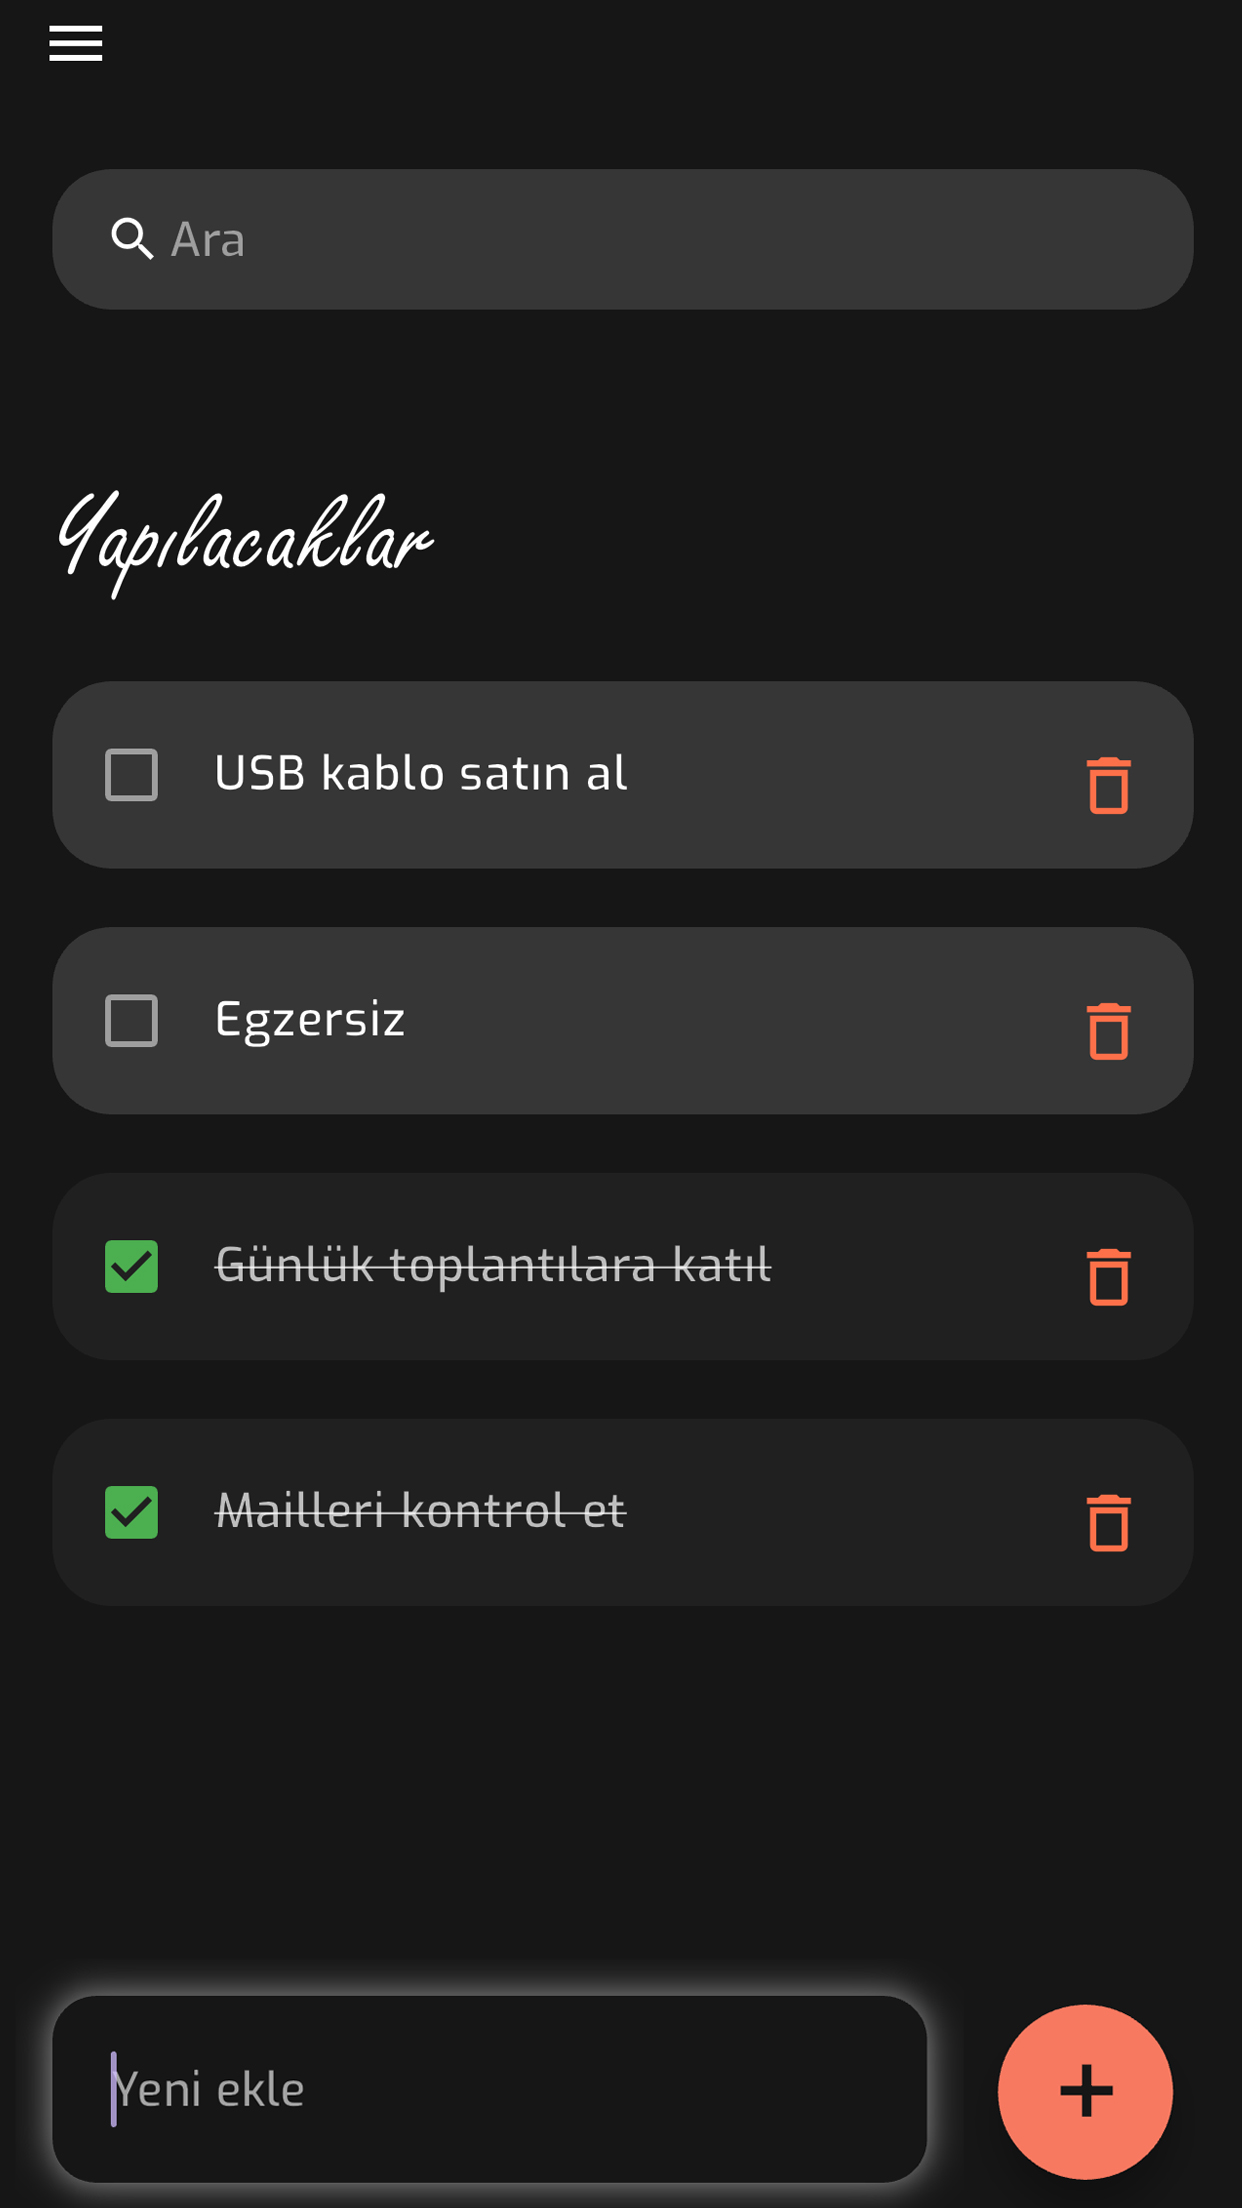 Ara
Yapılacaklar
USB kablo satın al
Egzersiz
Günlük toplantılara katıl
Mailleri kontrol et
Yeni ekle